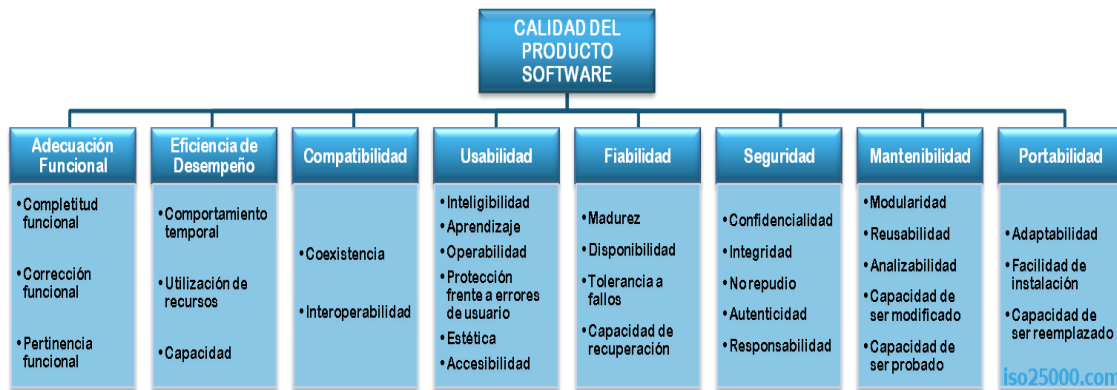 CALIDAD DEL
PRODUCTO
SOFTWARE
Adecuación
Funcional
• Completitud
funcional
• Corrección
funcional
• Pertinencia
funcional
Eficiencia de
Desempeño
• Comportamiento
temporal
• Utilización de
recursos
• Capacidad
Compatibilidad
• Coexistencia
• Interoperabilidad
Usabilidad
• Inteligibilidad
• Aprendizaje
• Operabilidad
• Protección
frente a errores
de usuario
• Estética
• Accesibilidad
Fiabilidad
• Madurez
• Disponibilidad
• Tolerancia a
fallos
• Capacidad de
recuperación
Seguridad
• Confidencialidad
• Integridad
• No repudio
• Autenticidad
• Responsabilidad
Mantenibilidad
• Modularidad
• Reusabilidad
• Analizabilidad
• Capacidad de
ser modificado
• Capacidad de
ser probado
Portabilidad
• Adaptabilidad
• Facilidad de
instalación
• Capacidad de
ser reemplazado
iso25000.com